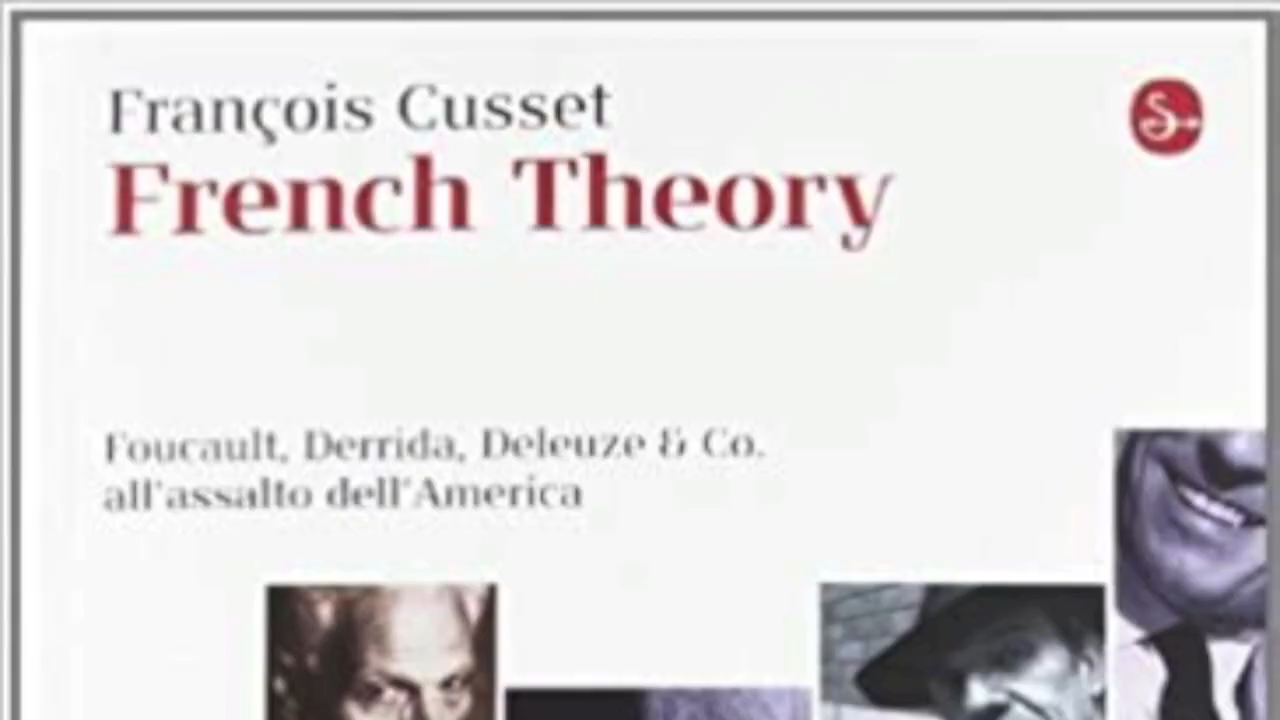 François Cusset
French Theory
Foucault, Derrida, Deleuze & Co.
all'assalto dell'America